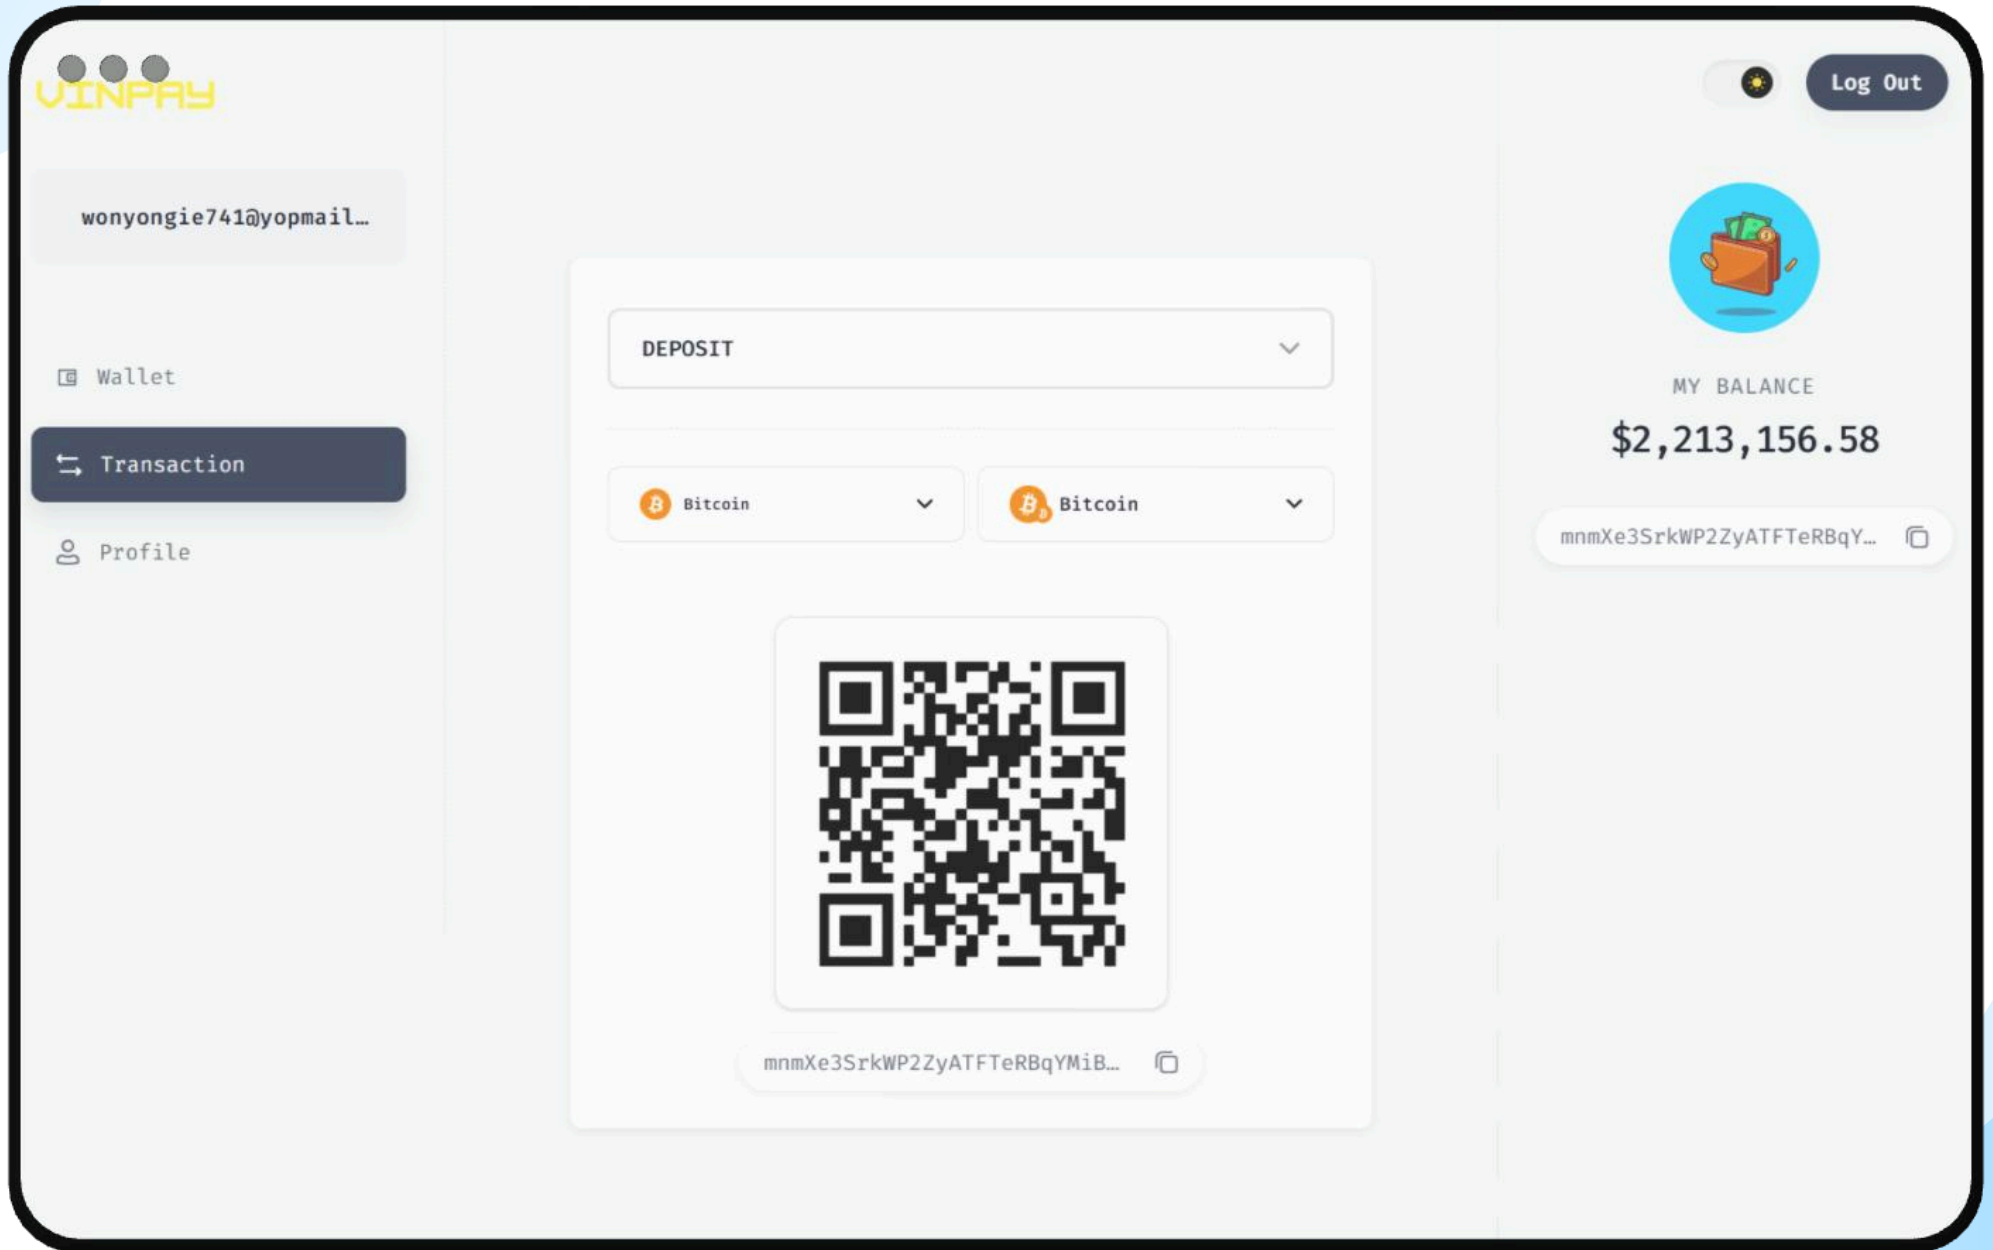 VINPAY
Log Out
wonyongie741@yopmail…
Wallet
Transaction
Profile
DEPOSIT
Bitcoin
Bitcoin
mnmXe3SrkWP2ZyATFTeRBqYMiB…
MY BALANCE
$2,213,156.58
mnmXe3SrkWP2ZyATFTeRBqY…